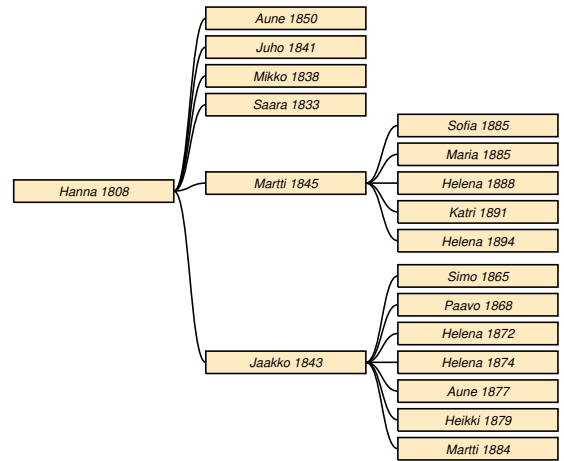 Aune 1850
Juho 1841
Mikko 1838
Saara 1833
Sofia 1885
Maria 1885
Hanna 1808
Martti 1845
Helena 1888
Katri 1891
Helena 1894
Simo 1865
Paavo 1868
Helena 1872
Jaakko 1843
Helena 1874
Aune 1877
Heikki 1879
Martti 1884